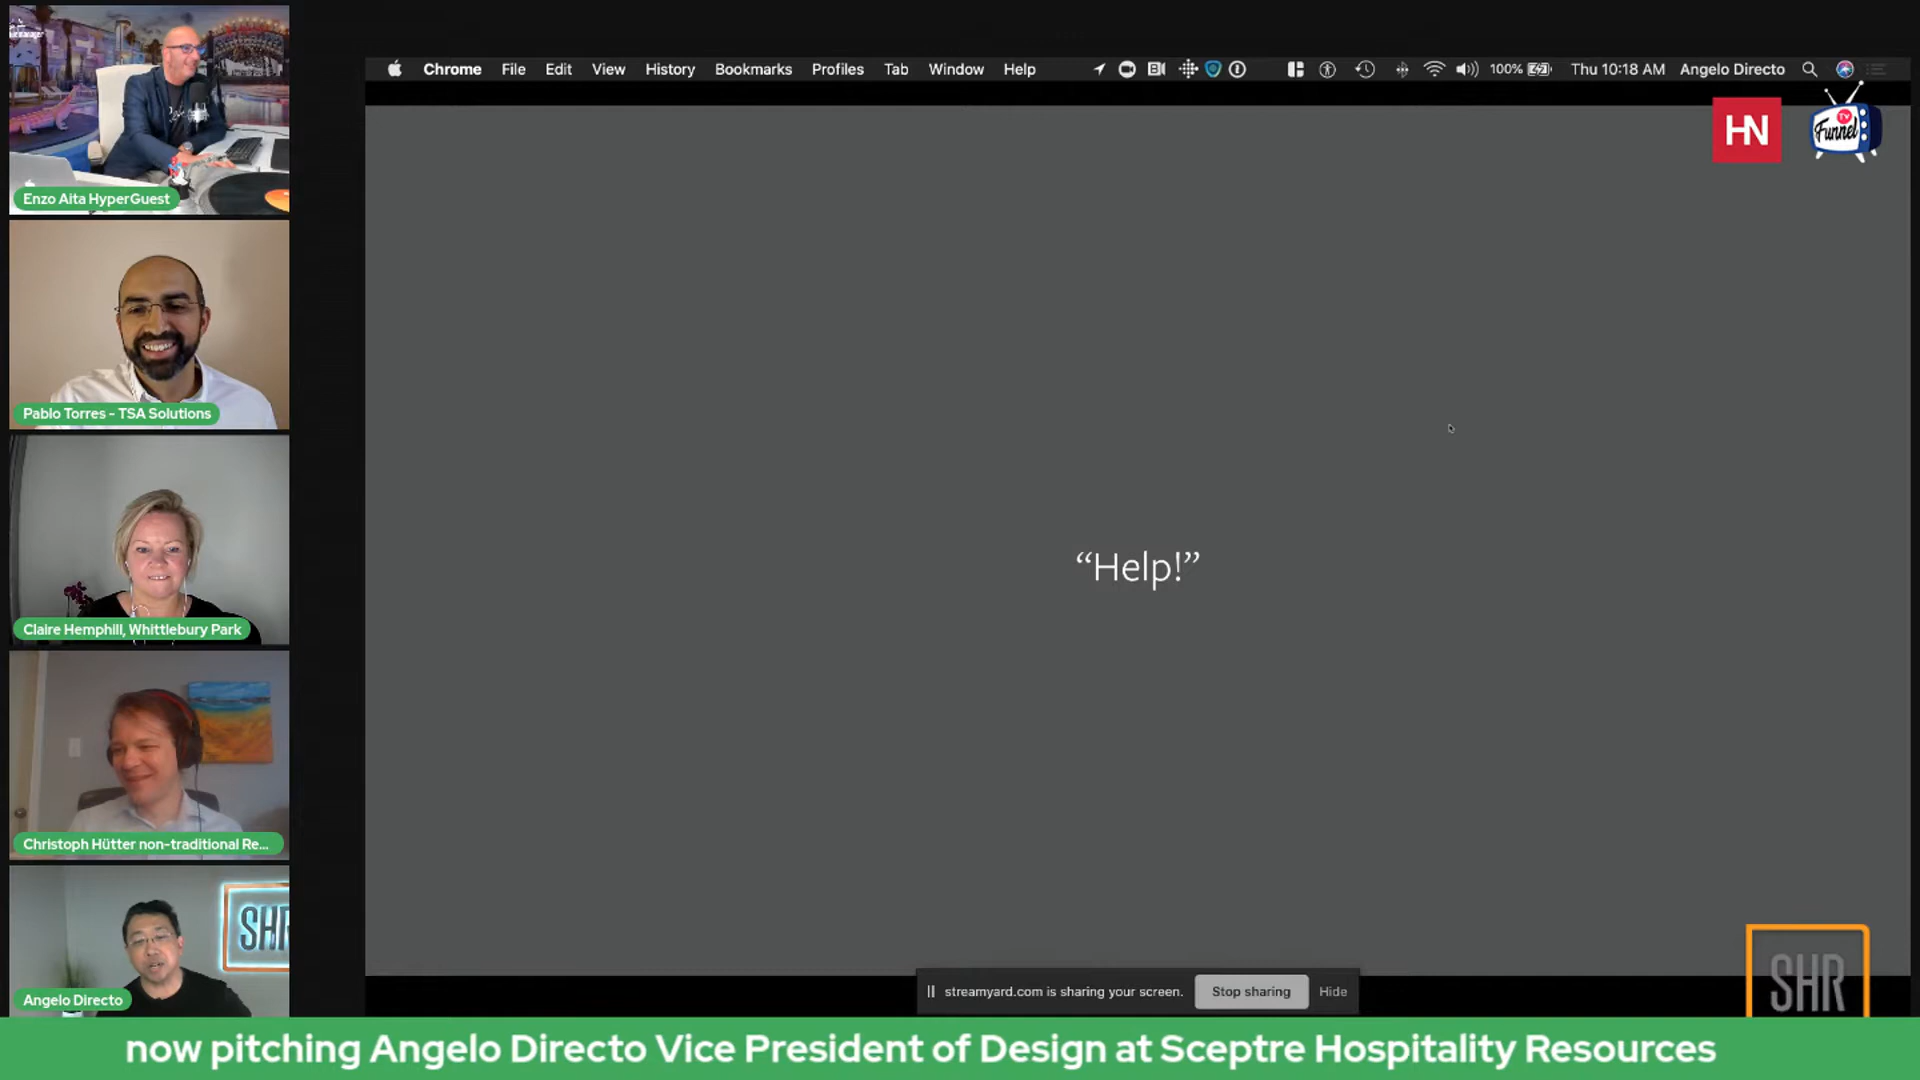 Chrome File Edit View History Bookmarks Profiles Tab Window Help 100% Thu 10:18 AM Angelo Directo
HN
TV
Funnel
Enzo Aita HyperGuest
Pablo Torres - TSA Solutions
“Help!”
Claire Hemphill, Whittlebury Park
Christoph Hütter non-traditional Re...
SHR
Angelo Directo
streamyard.com is sharing your screen. Stop sharing Hide
SHR
now pitching Angelo Directo Vice President of Design at Sceptre Hospitality Resources